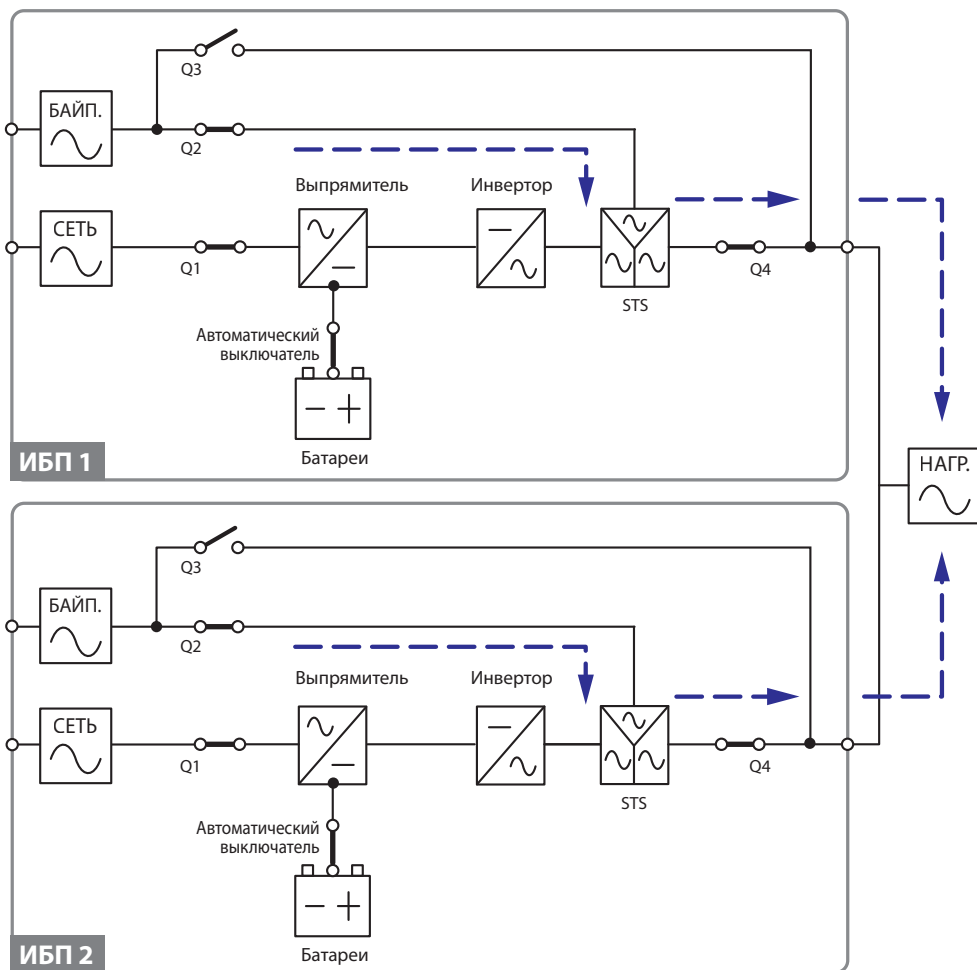 Q3
БАЙП.
Q2
Выпрямитель
Инвертор
СЕТЬ
Q1
Q4
STS
Автоматический
выключатель
Батареи
ИБП 1
НАГР.
Q3
БАЙП.
Q2
Выпрямитель
Инвертор
СЕТЬ
Q1
Q4
STS
Автоматический
выключатель
Батареи
ИБП 2